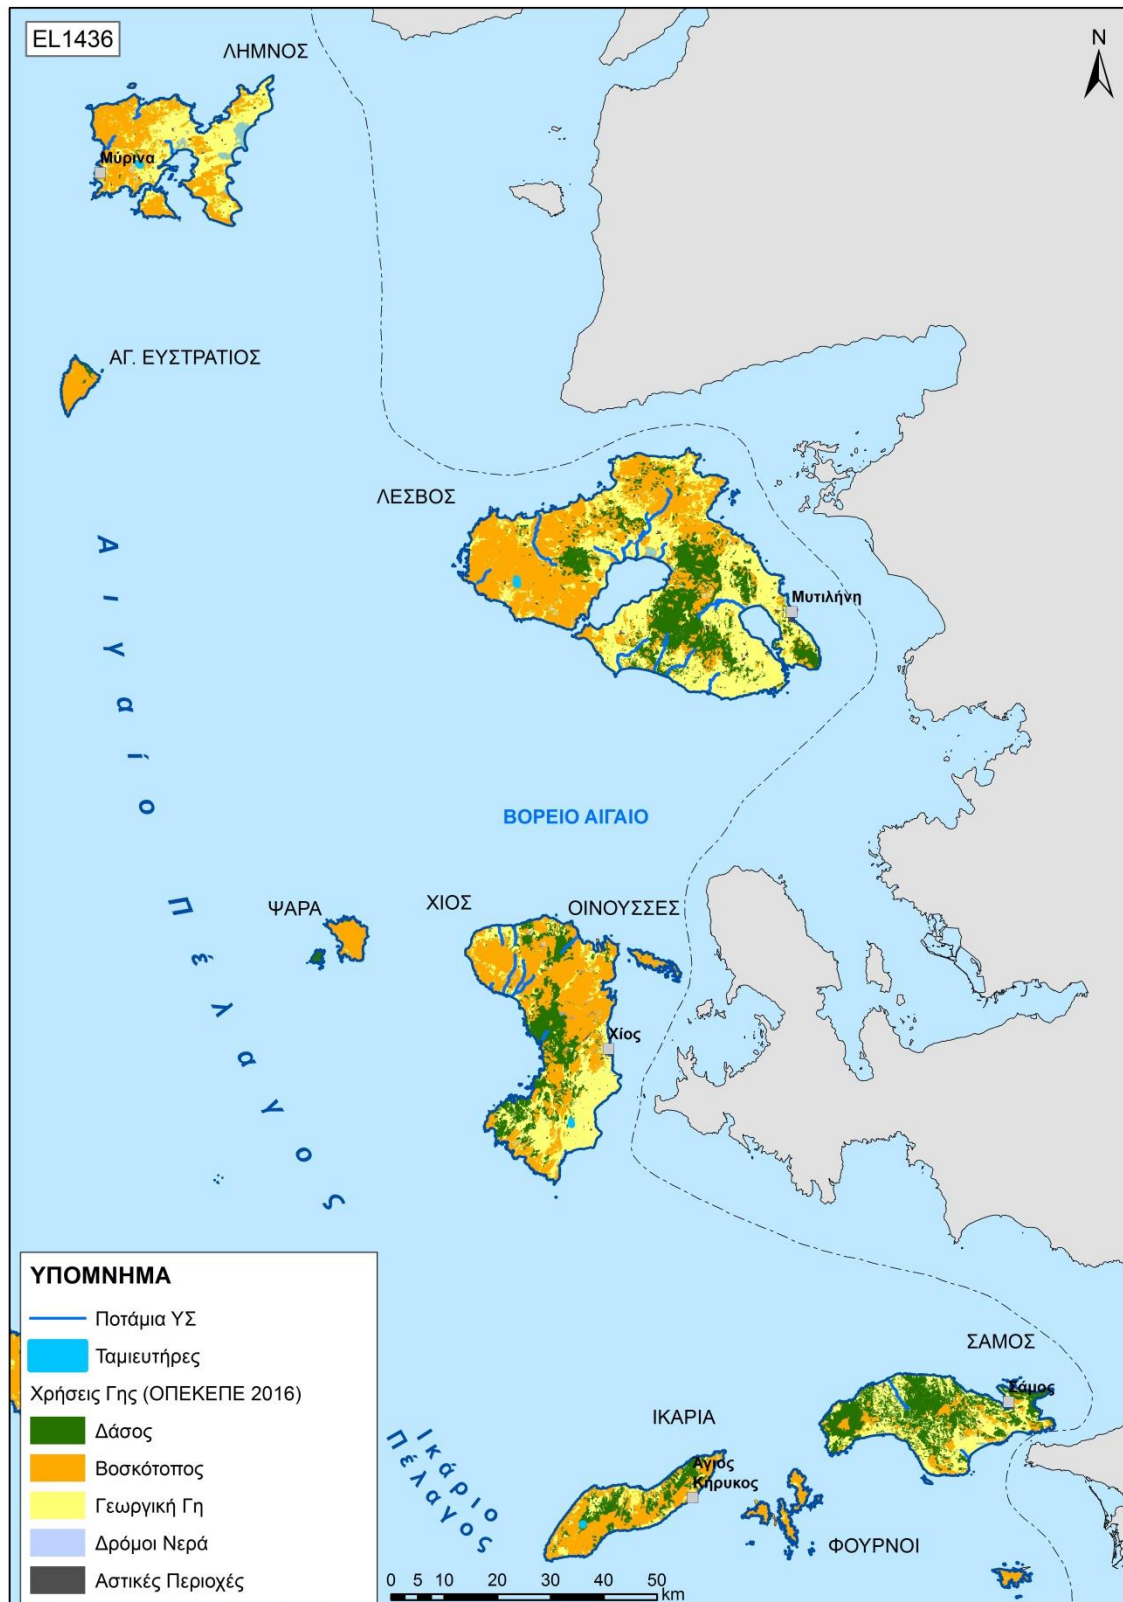 EL1436
N
ΛΗΜΝΟΣ
Μύρινα
ΑΓ. ΕΥΣΤΡΑΤΙΟΣ
ΛΕΣΒΟΣ
Μυτιλήνη
Αιγαίο Πέλαγος
ΒΟΡΕΙΟ ΑΙΓΑΙΟ
ΨΑΡΑ
ΧΙΟΣ
ΟΙΝΟΥΣΣΕΣ
Χίος
ΣΑΜΟΣ
Σάμος
ΙΚΑΡΙΑ
Άγιος
Κήρυκος
Ικάριο
Πέλαγος
ΦΟΥΡΝΟΙ
ΥΠΟΜΝΗΜΑ
Ποτάμια ΥΣ
Ταμιευτήρες
Χρήσεις Γης (ΟΠΕΚΕΠΕ 2016)
Δάσος
Βοσκότοπος
Γεωργική Γη
Δρόμοι Νερά
Αστικές Περιοχές
0 5 10 20 30 40 50
km